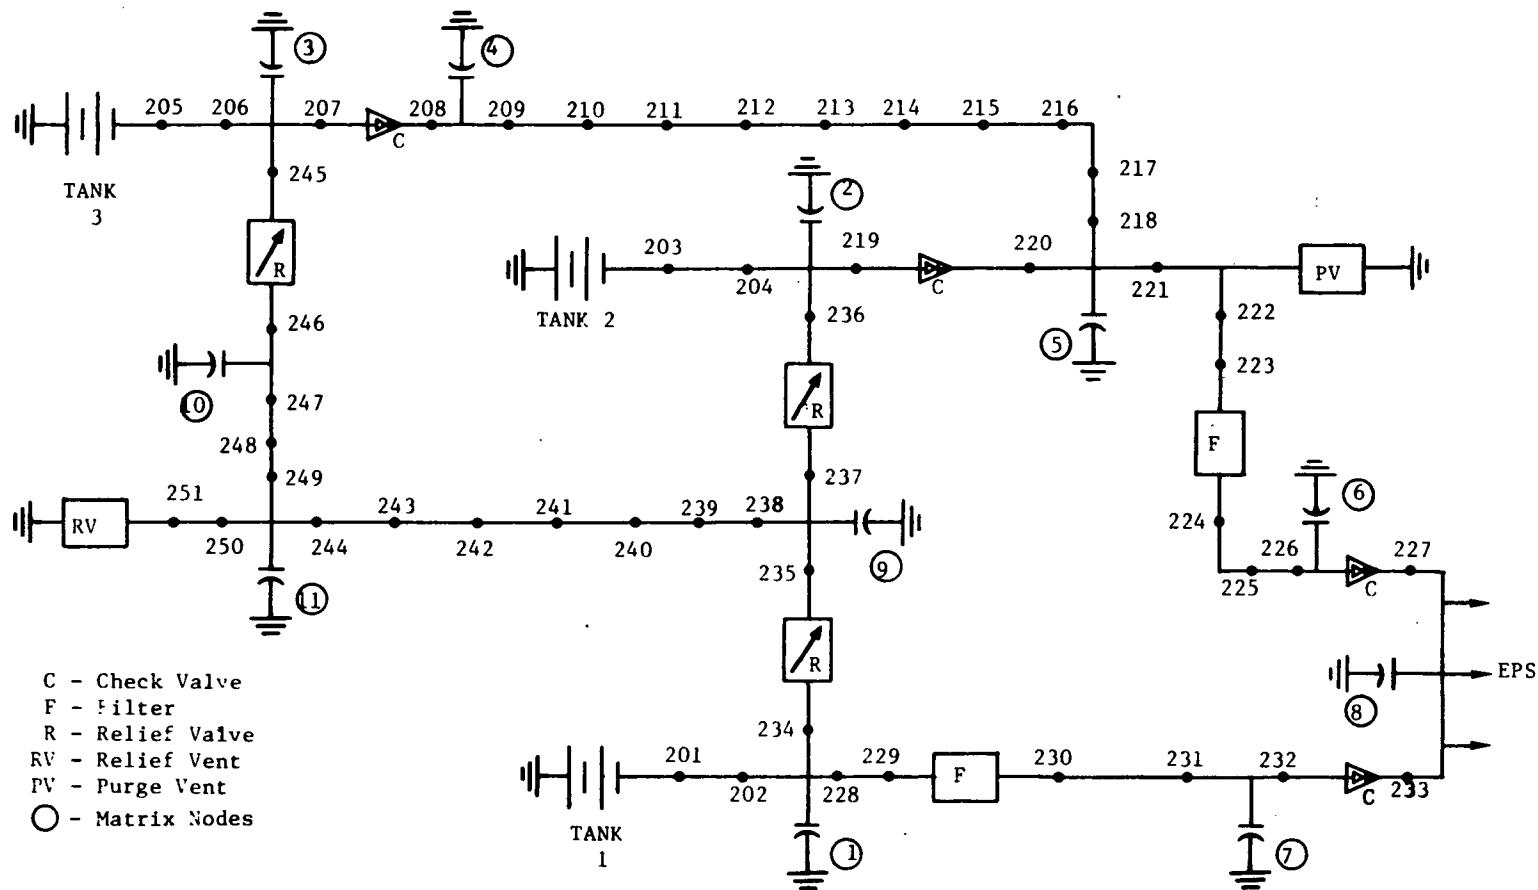 3
4
205 206 207 208 209 210 211 212 213 214 215 216
C
TANK
3
245
2
217
218
R
203 219 220
204
C
221
PV
TANK 2
236
222
246
5
223
10
R
F
247
248
249
237
6
251 243 241 239 238
224
226 227
RV
250 244 242 240
9
235
225
C
11
R
EPS
8
C - Check Valve
F - Filter
R - Relief Valve
RV - Relief Vent
PV - Purge Vent
- Matrix Nodes
234
201 229 230 231 232
F
202 228
C
233
TANK
1
1
7